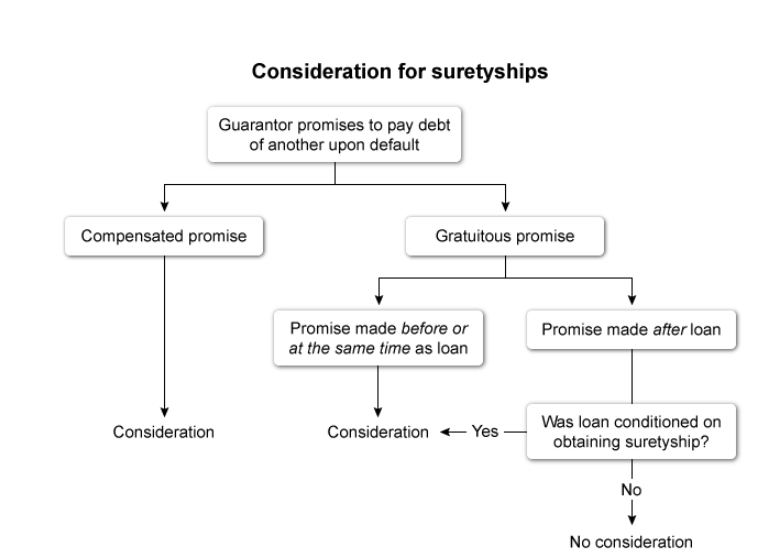 Consideration for suretyships
Guarantor promises to pay debt
of another upon default
Compensated promise
Gratuitous promise
Promise made before or
at the same time as loan
Promise made after loan
Consideration
Consideration
Yes
Was loan conditioned on
obtaining suretyship?
No
No consideration